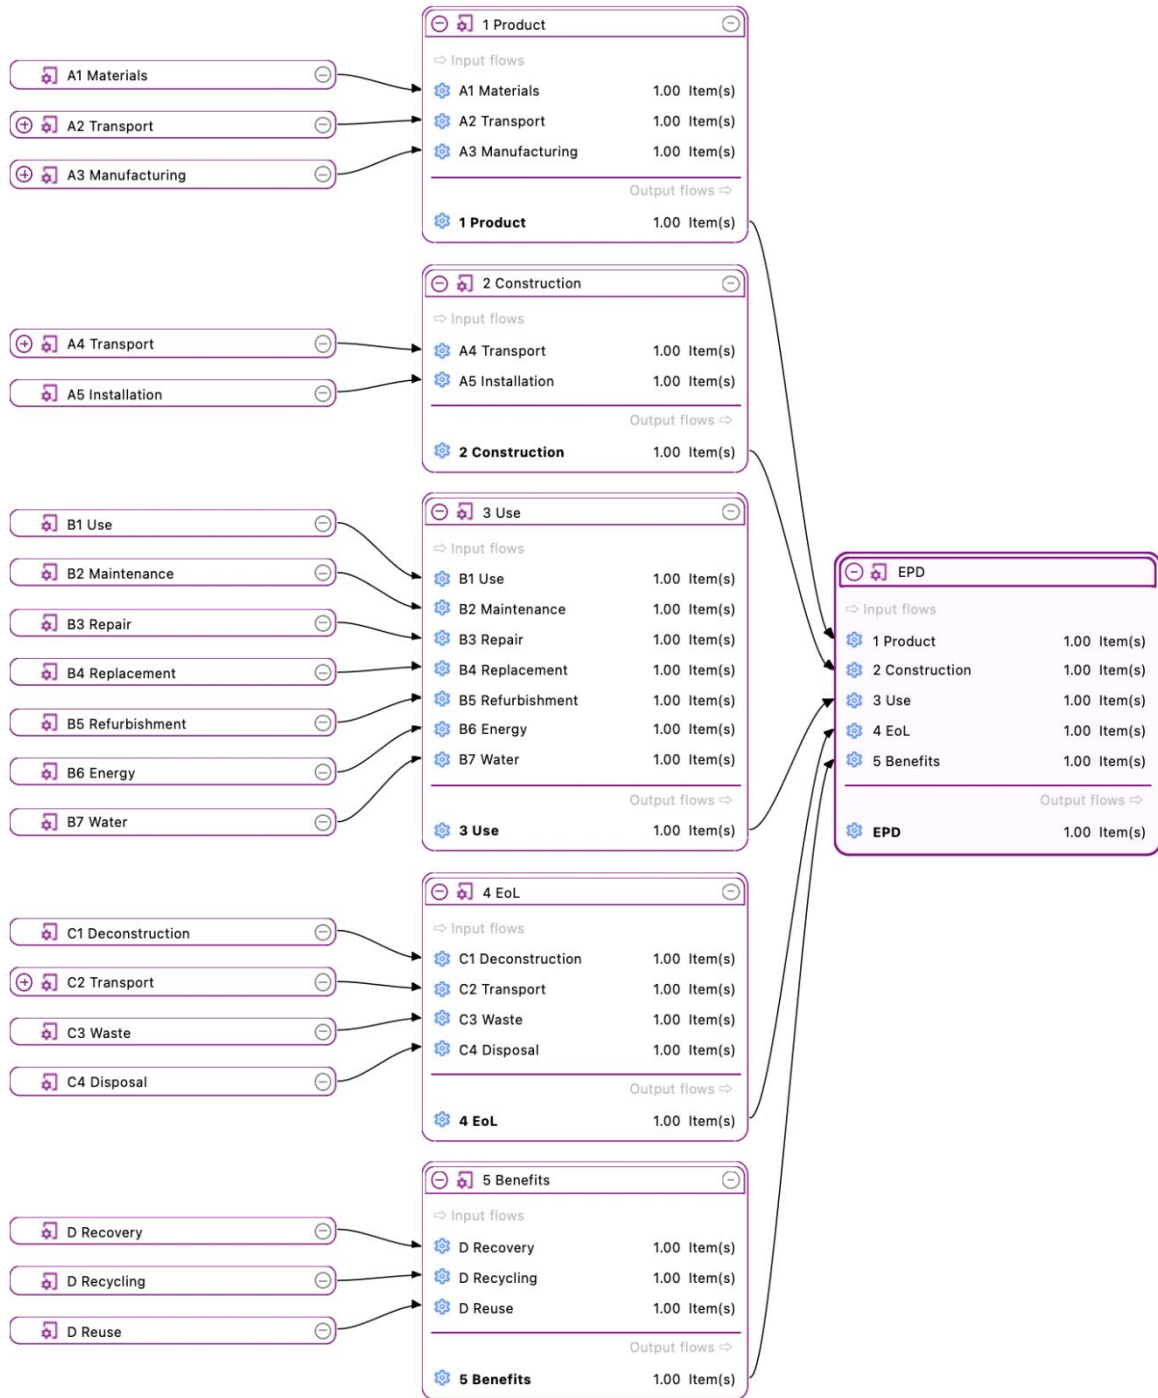 A1 Materials
A2 Transport
A3 Manufacturing
1 Product
⇨ Input flows
A1 Materials 1.00 Item(s)
A2 Transport 1.00 Item(s)
A3 Manufacturing 1.00 Item(s)
Output flows ⇨
1 Product 1.00 Item(s)
A4 Transport
A5 Installation
2 Construction
⇨ Input flows
A4 Transport 1.00 Item(s)
A5 Installation 1.00 Item(s)
Output flows ⇨
2 Construction 1.00 Item(s)
B1 Use
B2 Maintenance
B3 Repair
B4 Replacement
B5 Refurbishment
B6 Energy
B7 Water
3 Use
⇨ Input flows
B1 Use 1.00 Item(s)
B2 Maintenance 1.00 Item(s)
B3 Repair 1.00 Item(s)
B4 Replacement 1.00 Item(s)
B5 Refurbishment 1.00 Item(s)
B6 Energy 1.00 Item(s)
B7 Water 1.00 Item(s)
Output flows ⇨
3 Use 1.00 Item(s)
C1 Deconstruction
C2 Transport
C3 Waste
C4 Disposal
4 EoL
⇨ Input flows
C1 Deconstruction 1.00 Item(s)
C2 Transport 1.00 Item(s)
C3 Waste 1.00 Item(s)
C4 Disposal 1.00 Item(s)
Output flows ⇨
4 EoL 1.00 Item(s)
D Recovery
D Recycling
D Reuse
5 Benefits
⇨ Input flows
D Recovery 1.00 Item(s)
D Recycling 1.00 Item(s)
D Reuse 1.00 Item(s)
Output flows ⇨
5 Benefits 1.00 Item(s)
EPD
⇨ Input flows
1 Product 1.00 Item(s)
2 Construction 1.00 Item(s)
3 Use 1.00 Item(s)
4 EoL 1.00 Item(s)
5 Benefits 1.00 Item(s)
Output flows ⇨
EPD 1.00 Item(s)